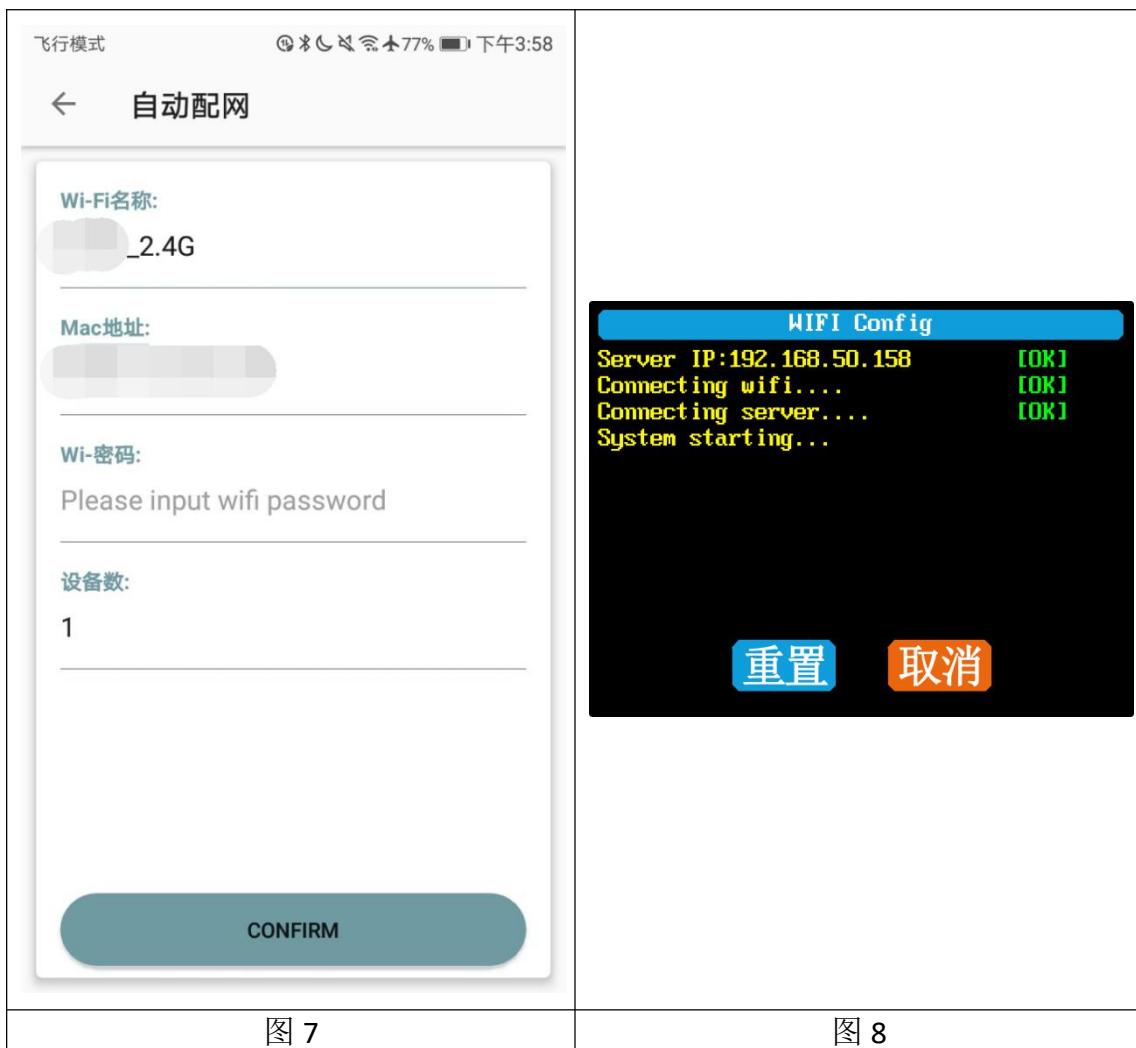 飞行模式 77% 下午3:58
自动配网
Wi-Fi名称:
_2.4G
Mac地址:
Wi-密码:
Please input wifi password
设备数:
1
CONFIRM
图 7
WIFI Config
Server IP:192.168.50.158 [OK]
Connecting wifi.... [OK]
Connecting server.... [OK]
System starting...
重置 取消
图 8